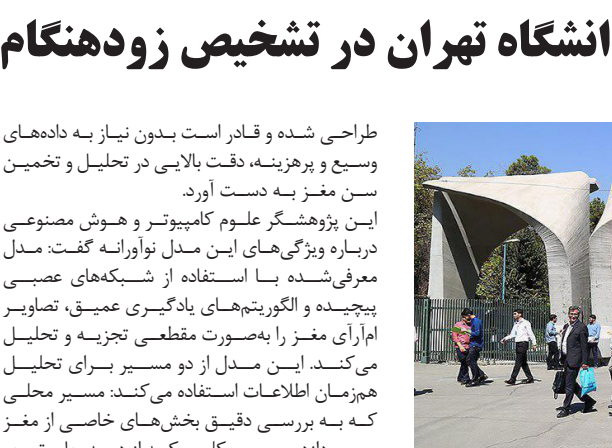 انشگاه تهران در تشخیص زودهنگام
طراحی شده و قادر است بدون نیاز به داده‌های
وسیع و پرهزینه، دقت بالایی در تحلیل و تخمین
سن مغز به دست آورد.
این پژوهشگر علوم کامپیوتر و هوش مصنوعی
درباره ویژگی‌های این مدل نوآورانه گفت: مدل
معرفی‌شده با استفاده از شبکه‌های عصبی
پیچیده و الگوریتم‌های یادگیری عمیق، تصاویر
ام‌آرآی مغز را به‌صورت مقطعی تجزیه و تحلیل
می‌کند. این مدل از دو مسیر برای تحلیل
هم‌زمان اطلاعات استفاده می‌کند: مسیر محلی
که به بررسی دقیق بخش‌های خاصی از مغز